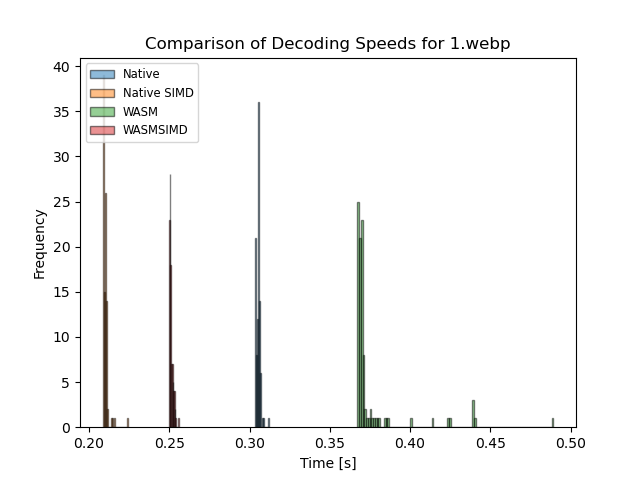 Comparison of Decoding Speeds for 1.webp
Native
Native SIMD
WASM
WASMSIMD
Frequency
40
35
30
25
20
15
10
5
0
0.20 0.25 0.30 0.35 0.40 0.45 0.50
Time [s]